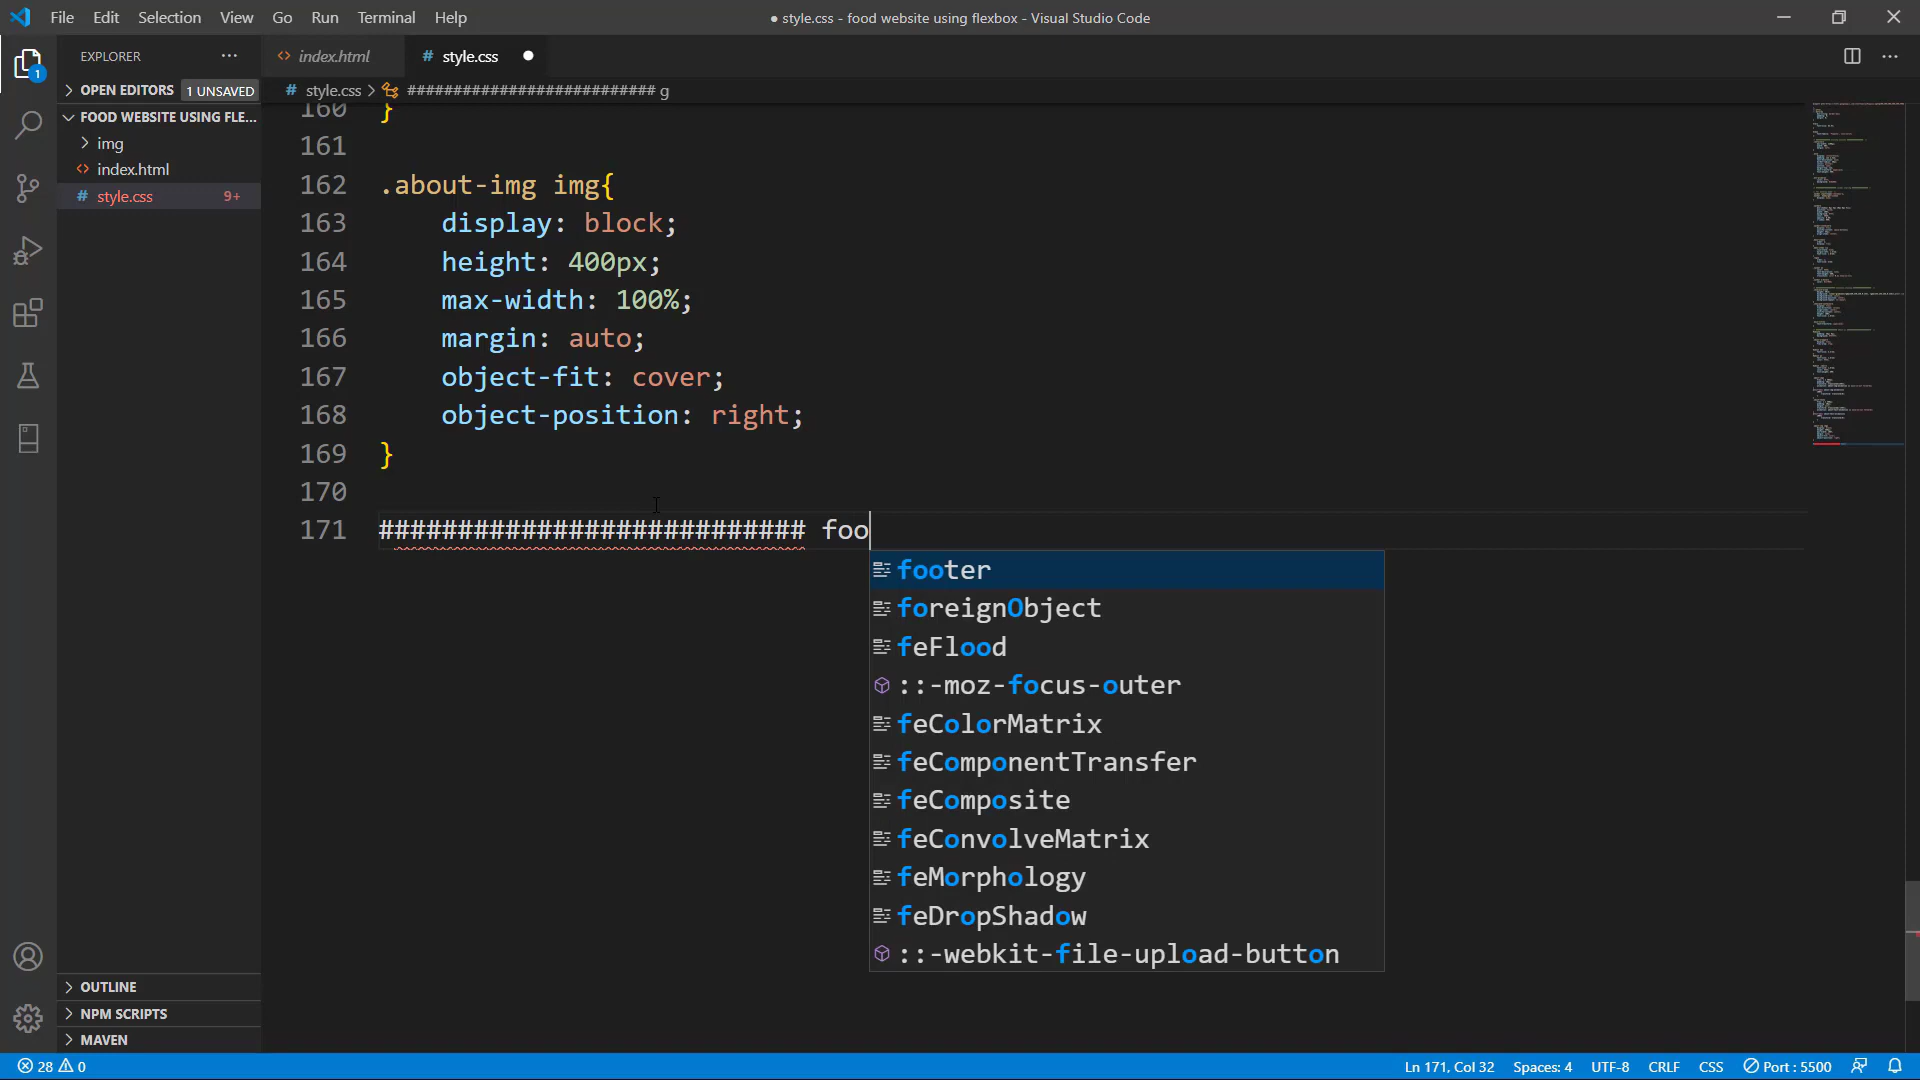 File Edit Selection View Go Run Terminal Help
● style.css - food website using flexbox - Visual Studio Code
EXPLORER
index.html
# style.css
OPEN EDITORS 1 UNSAVED
# style.css > ########################### g
FOOD WEBSITE USING FLE...
img
index.html
# style.css 9+
160 }
161
162 .about-img img{
163 display: block;
164 height: 400px;
165 max-width: 100%;
166 margin: auto;
167 object-fit: cover;
168 object-position: right;
169 }
170
171 ########################### foo
footer
foreignObject
feFlood
::-moz-focus-outer
feColorMatrix
feComponentTransfer
feComposite
feConvolveMatrix
feMorphology
feDropShadow
::-webkit-file-upload-button
OUTLINE
NPM SCRIPTS
MAVEN
1
28 0
Ln 171, Col 32 Spaces: 4 UTF-8 CRLF CSS Port : 5500